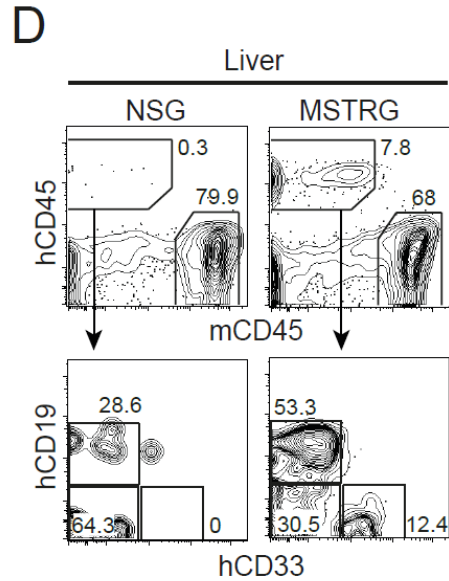 D
Liver
NSG MSTRG
hCD45
0.3
79.9
7.8
68
mCD45
hCD19
28.6
64.3
0
53.3
30.5
12.4
hCD33